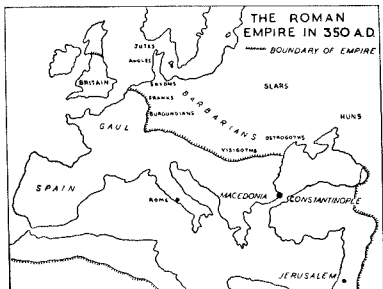 THE ROMAN
EMPIRE IN 350 A.D.
BOUNDARY OF EMPIRE
JUTES
ANGLES
SAXONS
FRANKS
BURGUNDIANS
BARBARIANS
SLARS
HUNS
BRITAIN
GAUL
VISIGOTHS
OSTROGOTHS
SPAIN
ROME
MACEDONIA
CONSTANTINOPLE
JERUSALEM